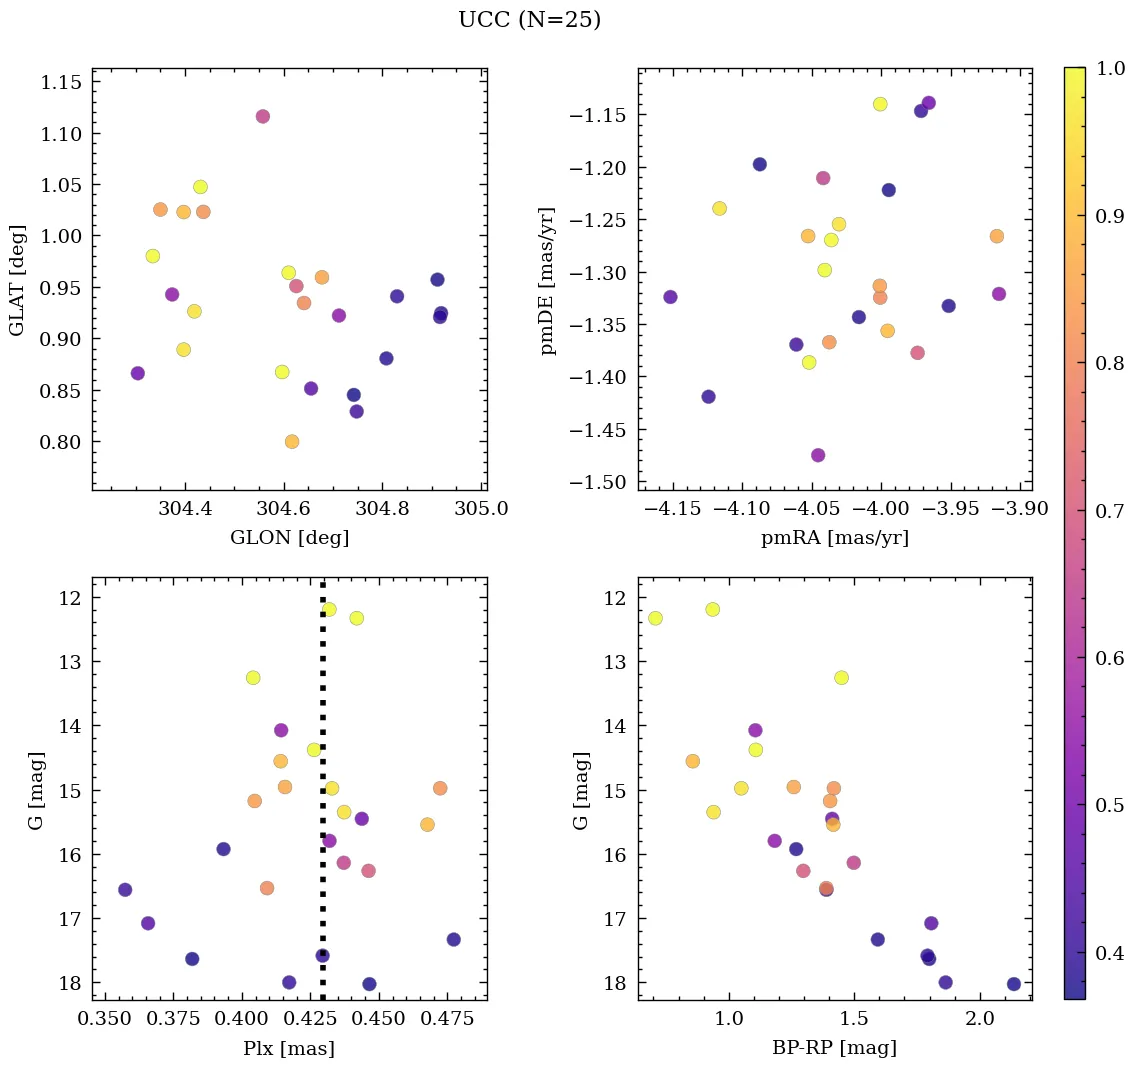 UCC (N=25)
1.15
1.10
1.05
1.00
0.95
0.90
0.85
0.80
GLAT [deg]
304.4 304.6 304.8 305.0
GLON [deg]
−1.15
−1.20
−1.25
−1.30
−1.35
−1.40
−1.45
−1.50
pmDE [mas/yr]
−4.15 −4.10 −4.05 −4.00 −3.95 −3.90
pmRA [mas/yr]
12
13
14
15
16
17
18
G [mag]
0.350 0.375 0.400 0.425 0.450 0.475
Plx [mas]
12
13
14
15
16
17
18
G [mag]
1.0 1.5 2.0
BP-RP [mag]
1.0
0.9
0.8
0.7
0.6
0.5
0.4